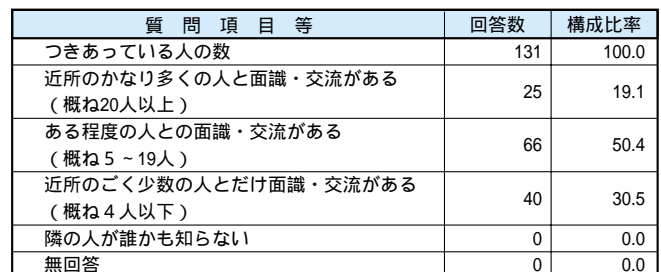 質問項目等 回答数 構成比率
つきあっている人の数 131 100.0
近所のかなり多くの人と面識・交流がある
(概ね20人以上) 25 19.1
ある程度の人との面識・交流がある
(概ね5~19人) 66 50.4
近所のごく少数の人とだけ面識・交流がある
(概ね4人以下) 40 30.5
隣の人が誰かも知らない 0 0.0
無回答 0 0.0